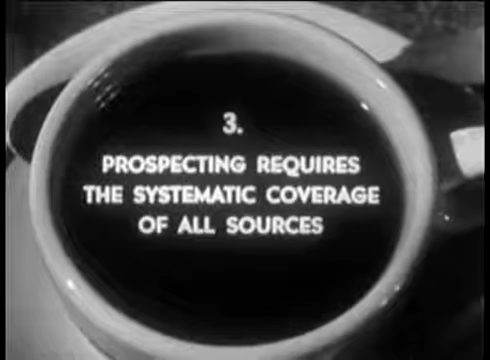 3.
PROSPECTING REQUIRES
THE SYSTEMATIC COVERAGE
OF ALL SOURCES